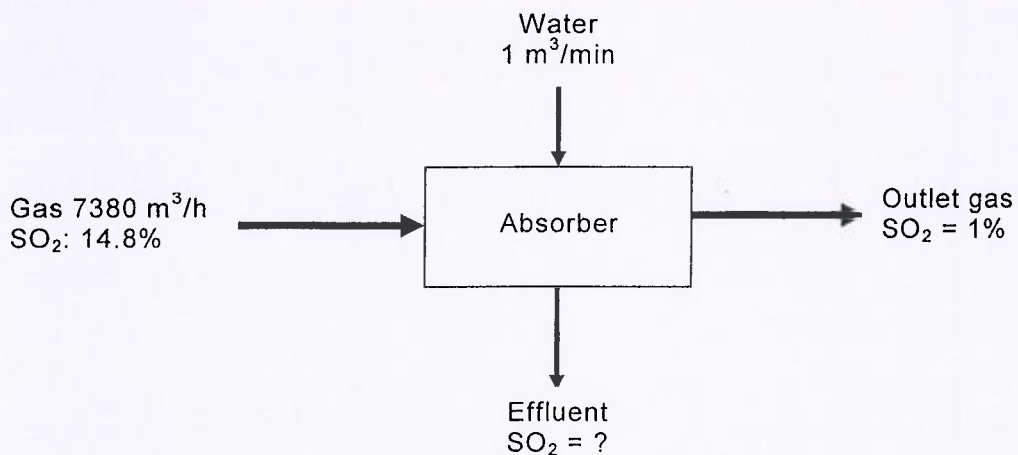 Water
1 m³/min
Gas 7380 m³/h
SO₂: 14.8%
Absorber
Outlet gas
SO₂ = 1%
Effluent
SO₂ = ?